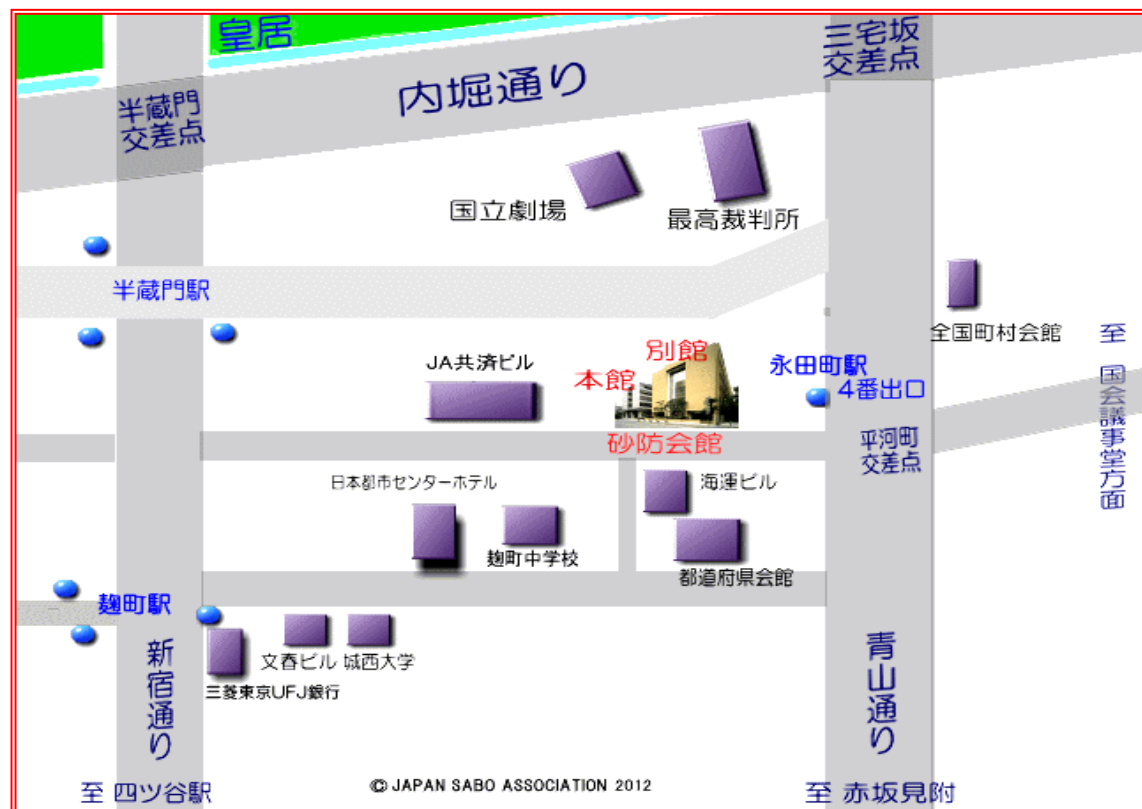 皇居
三宅坂
交差点
内堀通り
半蔵門
交差点
国立劇場
最高裁判所
半蔵門駅
全国町村会館
至 国会議事堂方面
JA共済ビル
別館
本館
永田町駅
4番出口
砂防会館
平河町
交差点
日本都市センターホテル
海運ビル
麹町中学校
都道府県会館
麹町駅
新宿通り
文春ビル
城西大学
三菱東京UFJ銀行
青山通り
至 四ツ谷駅
© JAPAN SABO ASSOCIATION 2012
至 赤坂見附